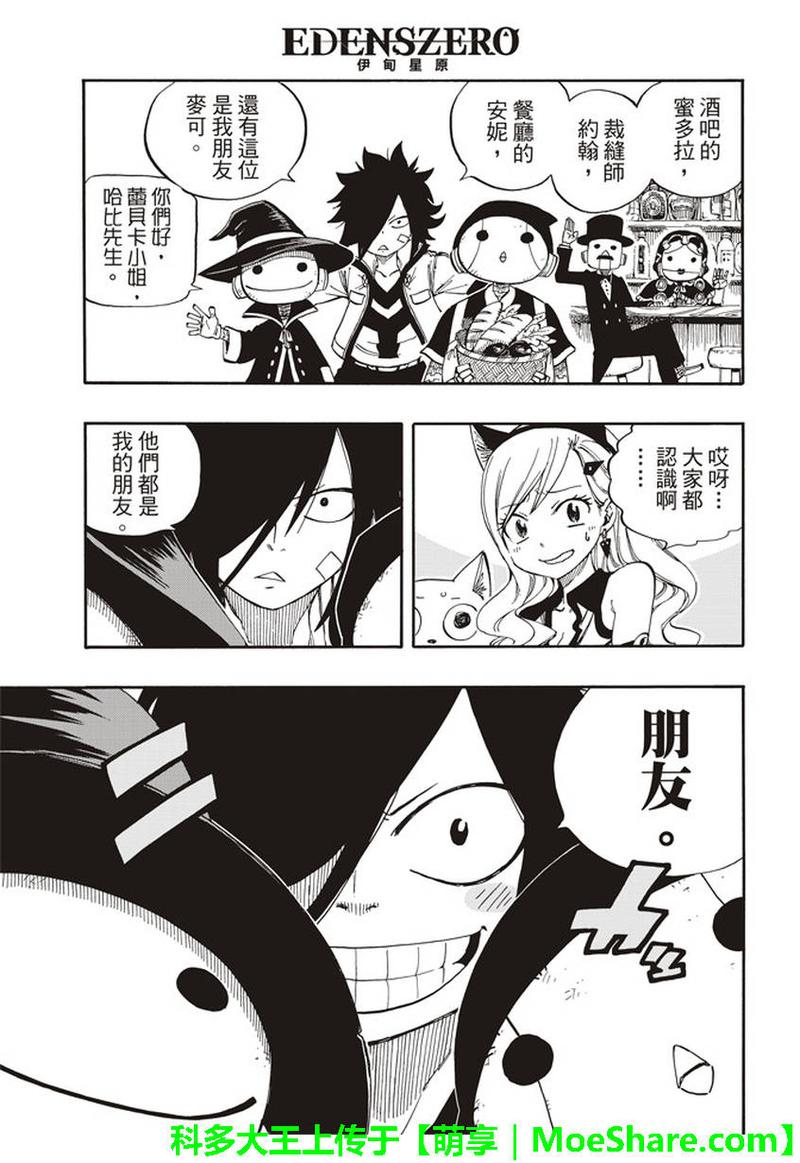 EDENSZERO
伊甸星原
酒吧的
蜜多拉，
裁縫師
約翰，
餐廳的
安妮，
還有這位
是我朋友
麥可。
你們好，
蕾貝卡小姐，
哈比先生。
哎呀…
大家都
認識啊
……
他們都是
我的朋友。
朋友。
科多大王上传于【萌享｜MoeShare.com】